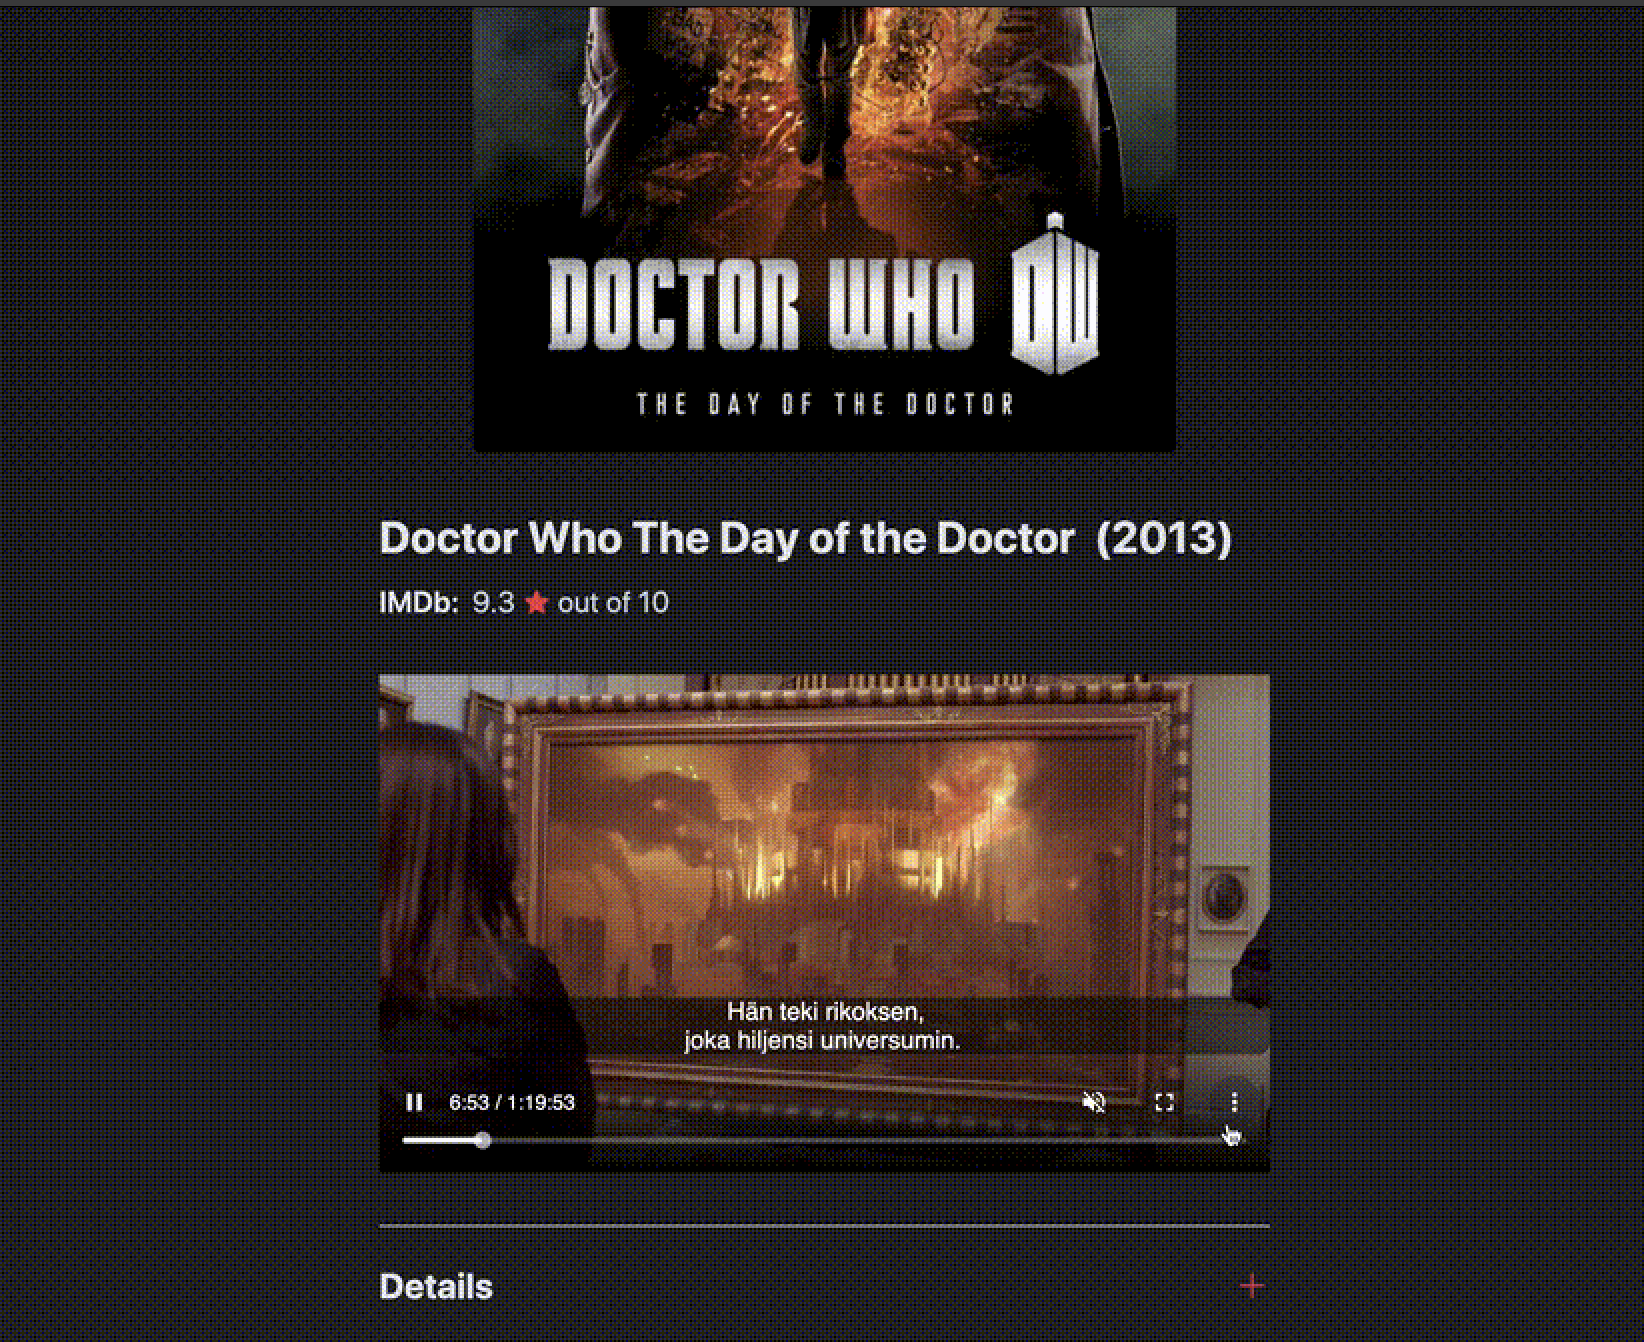 DOCTOR WHO DW
THE DAY OF THE DOCTOR
Doctor Who The Day of the Doctor (2013)
IMDb: 9.3 ★ out of 10
Hän teki rikoksen,
joka hiljensi universumin.
6:53 / 1:19:53
Details